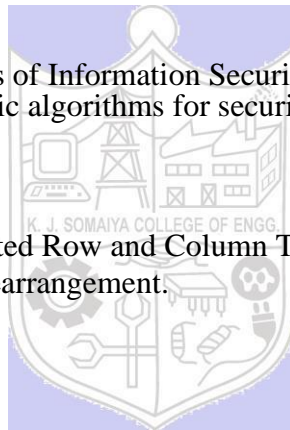 s of Information Securi
ic algorithms for securi
K. J. SOMAIYA COLLEGE OF ENGG.
ted Row and Column T
arrangement.